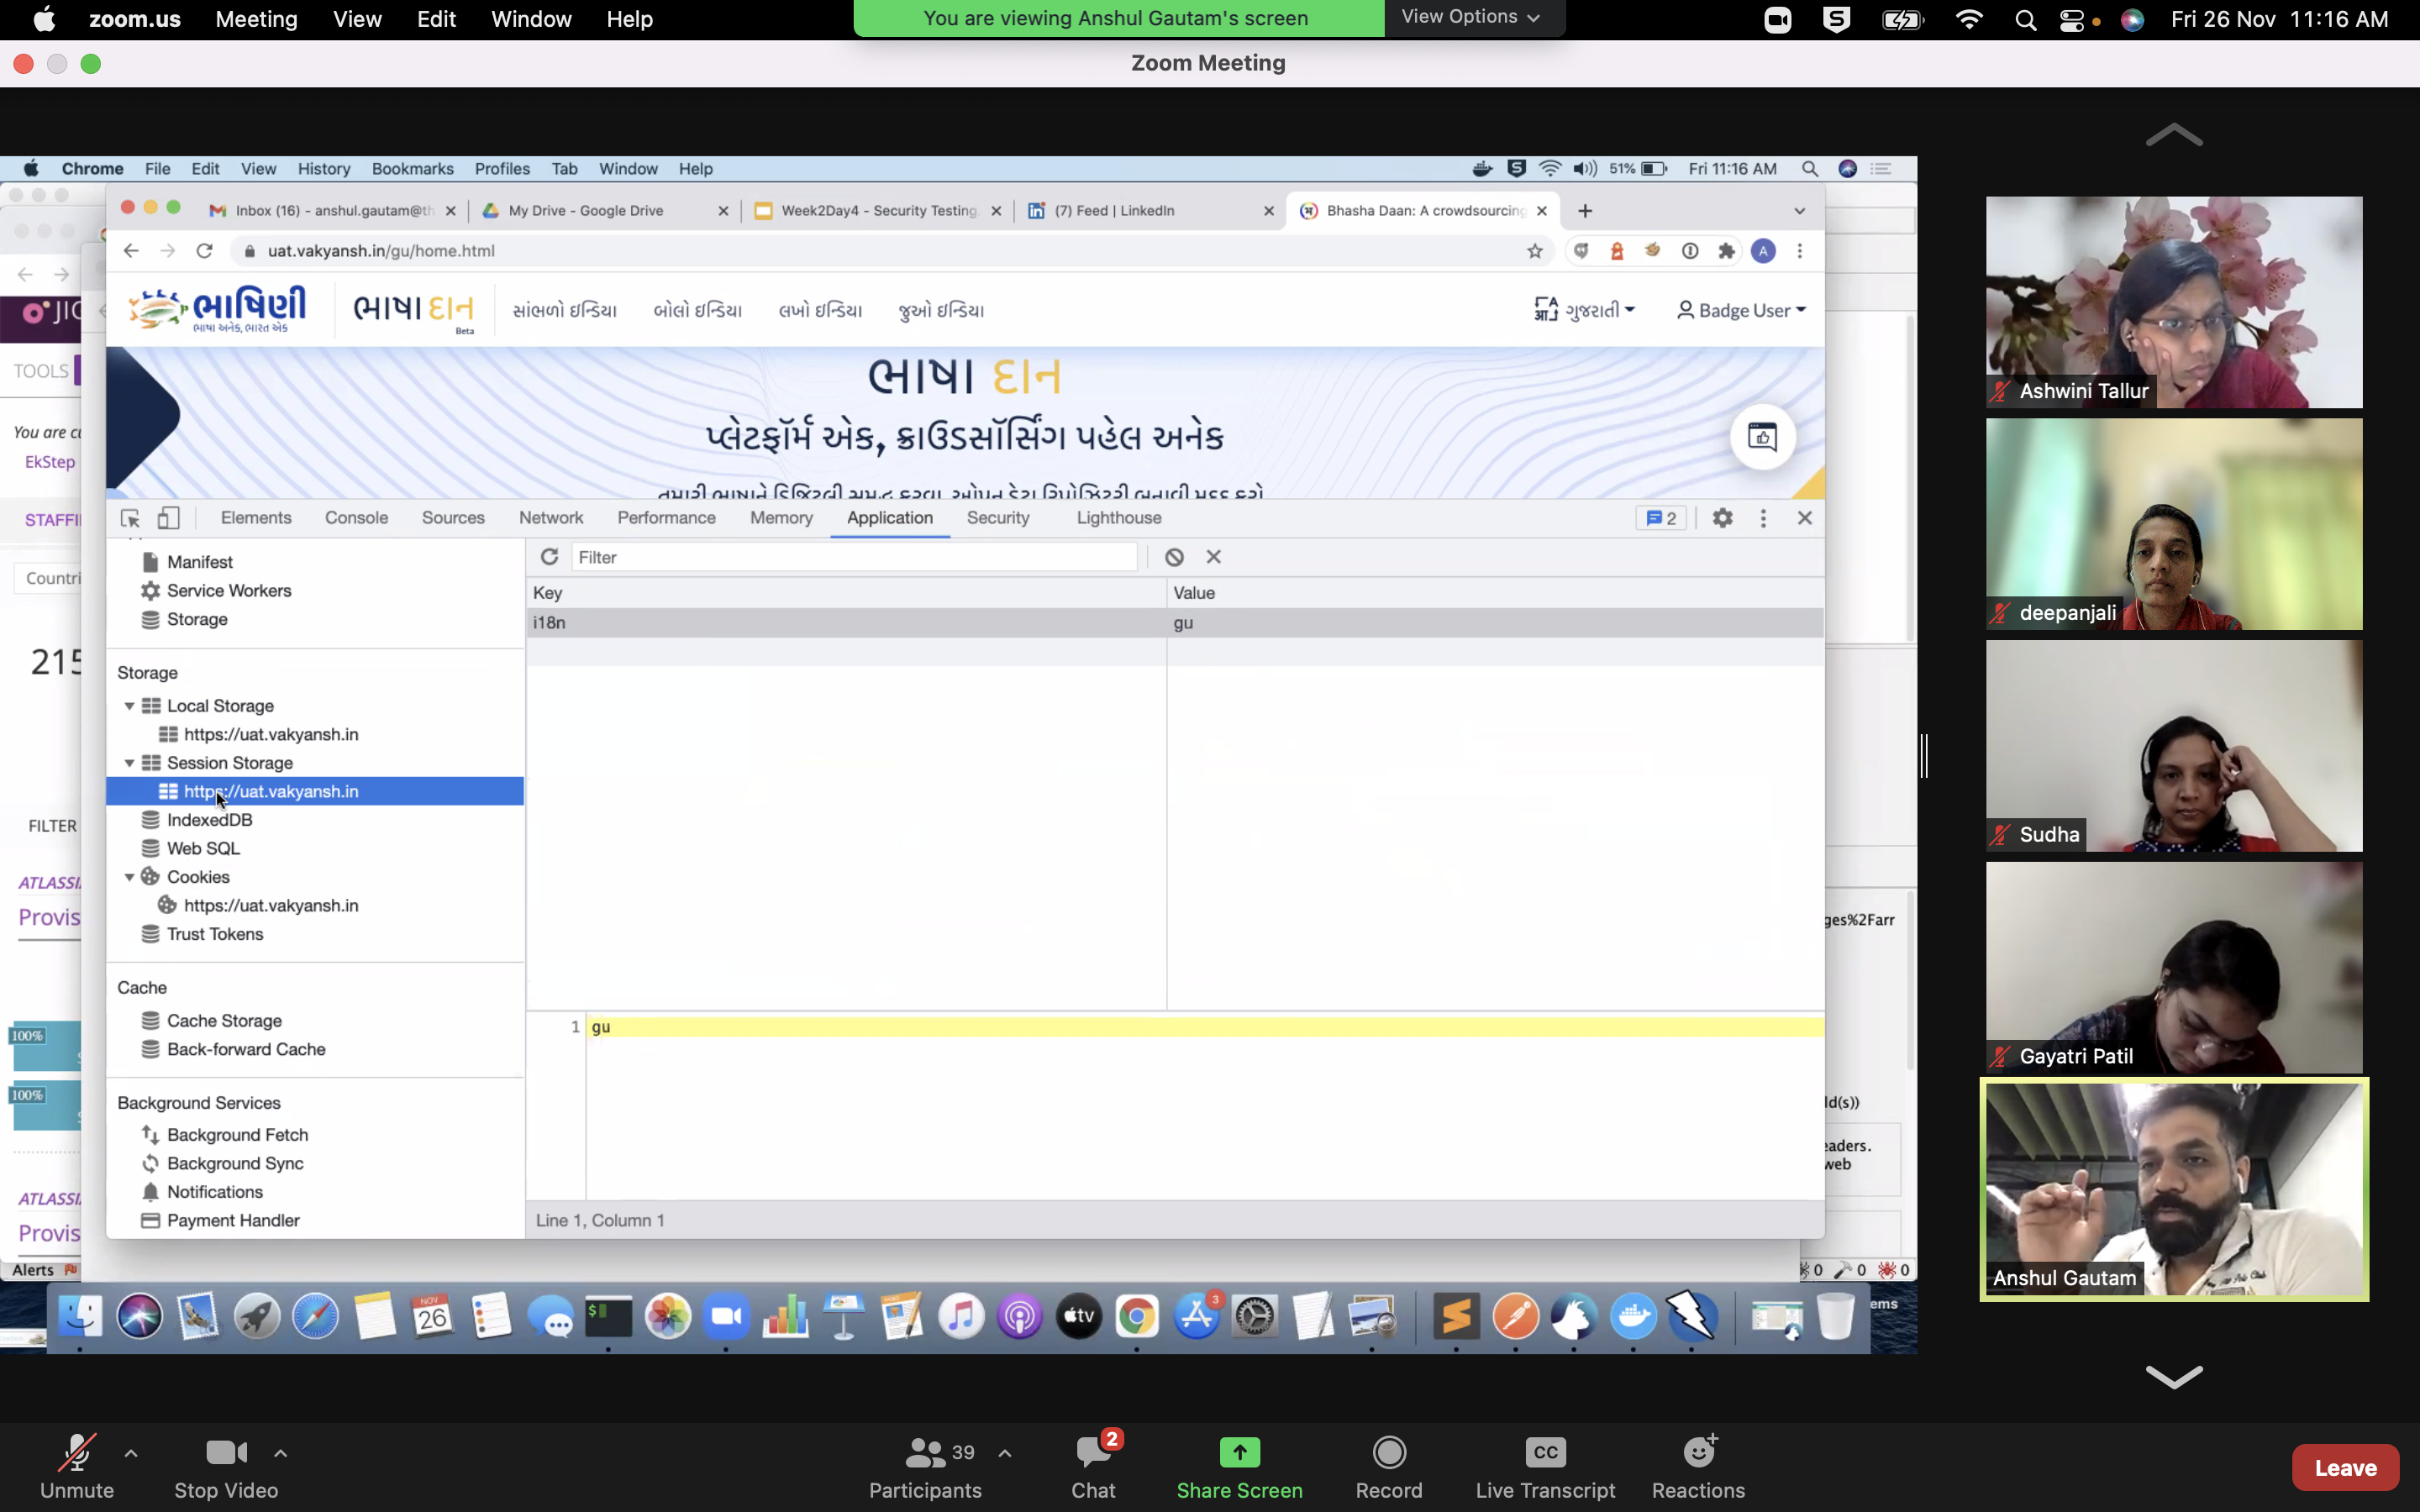 zoom.us Meeting View Edit Window Help
You are viewing Anshul Gautam's screen View Options
Fri 26 Nov 11:16 AM
Zoom Meeting
Chrome File Edit View History Bookmarks Profiles Tab Window Help
51% Fri 11:16 AM
Inbox (16) - anshul.gautam@th
My Drive - Google Drive
Week2Day4 - Security Testing
(7) Feed | LinkedIn
Bhasha Daan: A crowdsourcing
uat.vakyansh.in/gu/home.html
A
ભાષિણી
ભાષા અનેક, ભારત એક
ભાષા દાન
Beta
સાંભળો ઇન્ડિયા બોલો ઇન્ડિયા લખો ઇન્ડિયા જુઓ ઇન્ડિયા
ગુજરાતી
Badge User
ભાષા દાન
પ્લેટફૉર્મ એક, ક્રાઉડસૉર્સિંગ પહેલ અનેક
JIG
TOOLS
You are cu
EkStep
STAFFI
Countri
215
FILTER
ATLASSI
Provis
100%
100%
ATLASSI
Provis
Alerts
Elements Console Sources Network Performance Memory Application Security Lighthouse
2
Manifest
Service Workers
Storage
Storage
Local Storage
https://uat.vakyansh.in
Session Storage
https://uat.vakyansh.in
IndexedDB
Web SQL
Cookies
https://uat.vakyansh.in
Trust Tokens
Cache
Cache Storage
Back-forward Cache
Background Services
Background Fetch
Background Sync
Notifications
Payment Handler
Filter
Key Value
i18n gu
1 gu
Line 1, Column 1
ges%2Farr
ld(s))
eaders.
web
0 0 0
ems
NOV
26
tv
3
Ashwini Tallur
deepanjali
Sudha
Gayatri Patil
Anshul Gautam
Unmute
Stop Video
39
Participants
2
Chat
Share Screen
Record
CC
Live Transcript
Reactions
Leave